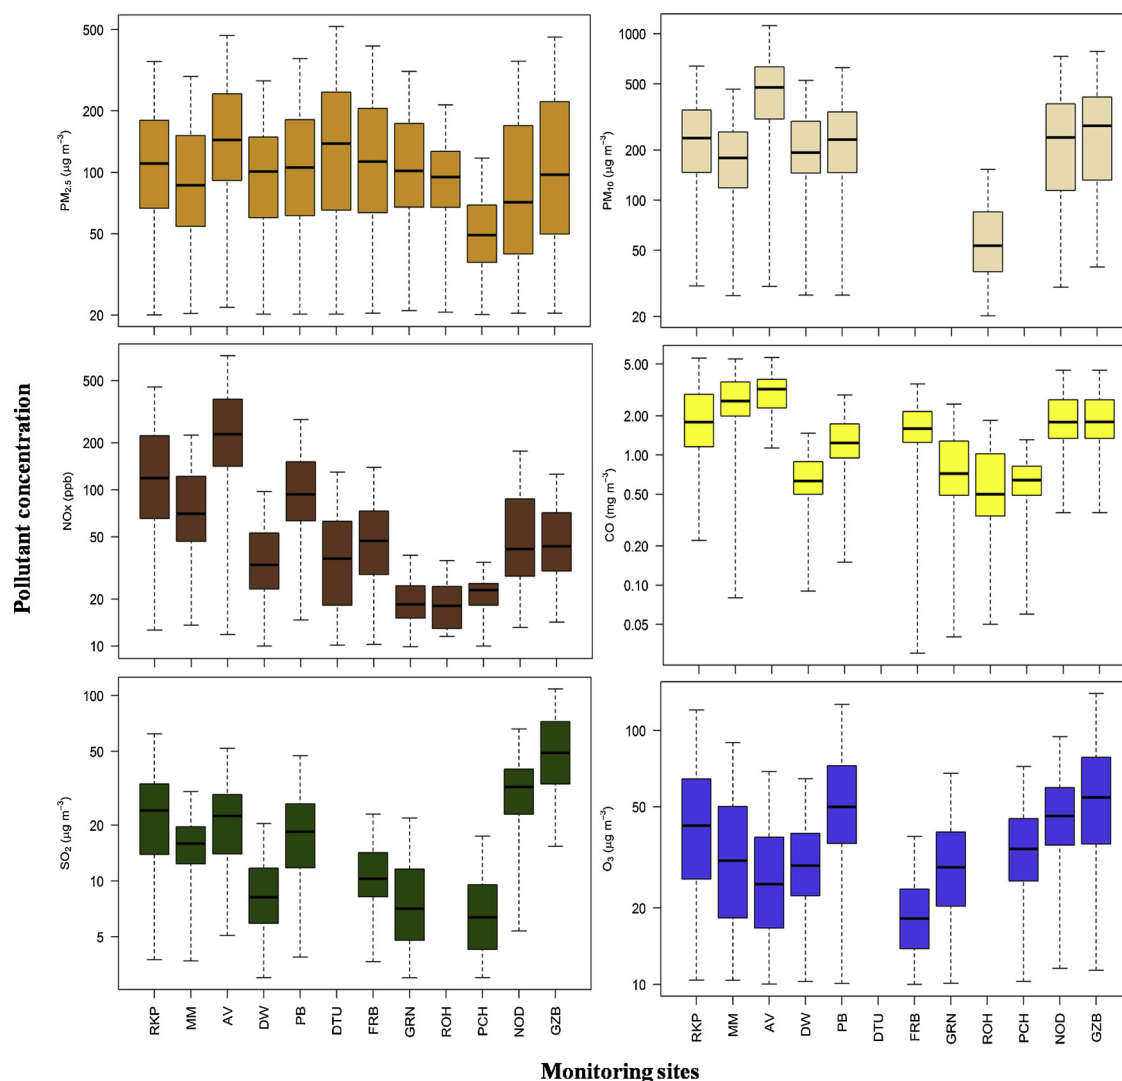 Pollutant concentration
PM2.5 (µg m−3)
500
200
100
50
20
PM10 (µg m−3)
1000
500
200
100
50
20
NOx (ppb)
500
200
100
50
20
10
CO (mg m−3)
5.00
2.00
1.00
0.50
0.20
0.10
0.05
SO2 (µg m−3)
100
50
20
10
5
RKP
MM
AV
DW
PB
DTU
FRB
GRN
ROH
PCH
NOD
GZB
O3 (µg m−3)
100
50
20
10
RKP
MM
AV
DW
PB
DTU
FRB
GRN
ROH
PCH
NOD
GZB
Monitoring sites